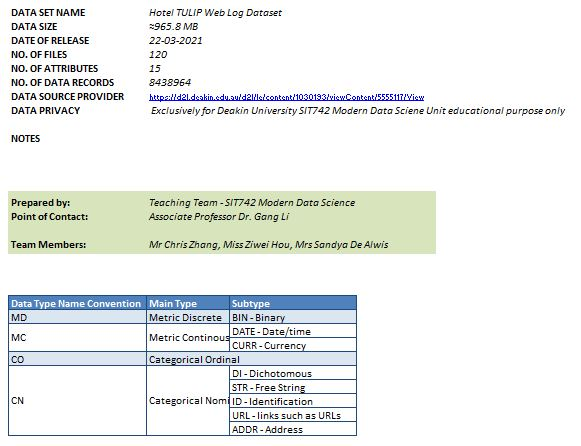 DATA SET NAME Hotel TULIP Web Log Dataset
DATA SIZE ≈965.8 MB
DATE OF RELEASE 22-03-2021
NO. OF FILES 120
NO. OF ATTRIBUTES 15
NO. OF DATA RECORDS 8438964
DATA SOURCE PROVIDER https://d2l.deakin.edu.au/d2l/le/content/1030193/viewContent/5555117/View
DATA PRIVACY Exclusively for Deakin University SIT742 Modern Data Sciene Unit educational purpose only
NOTES
Prepared by: Teaching Team - SIT742 Modern Data Science
Point of Contact: Associate Professor Dr. Gang Li
Team Members: Mr Chris Zhang, Miss Ziwei Hou, Mrs Sandya De Alwis
Data Type Name Convention Main Type Subtype
MD Metric Discrete BIN - Binary
MC Metric Continous DATE - Date/time
CURR - Currency
CO Categorical Ordinal
CN Categorical Nomi DI - Dichotomous
STR - Free String
ID - Identification
URL - links such as URLs
ADDR - Address